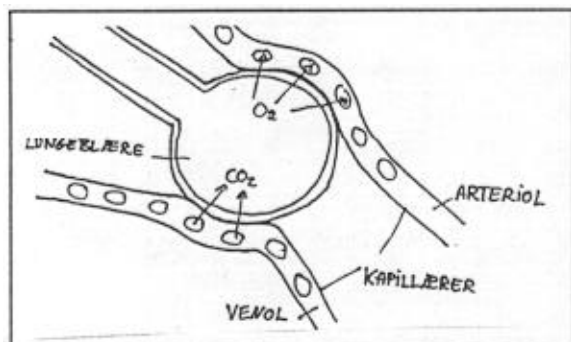 O2
LUNGEBLÆRE
CO2
ARTERIOL
KAPILLÆRER
VENOL